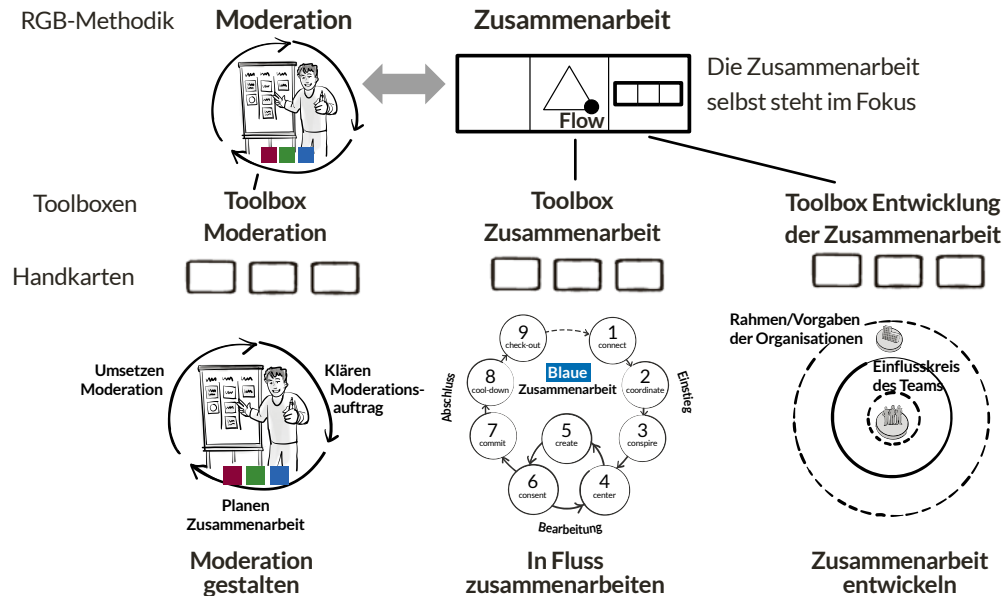 RGB-Methodik
Moderation
Zusammenarbeit
Flow
Die Zusammenarbeit
selbst steht im Fokus
Toolboxen
Toolbox
Moderation
Toolbox
Zusammenarbeit
Toolbox Entwicklung
der Zusammenarbeit
Handkarten
Umsetzen
Moderation
Klären
Moderations-
auftrag
Planen
Zusammenarbeit
Moderation
gestalten
Blaue
Zusammenarbeit
1
connect
2
coordinate
3
conspire
4
center
5
create
6
consent
7
commit
8
cool-down
9
check-out
Einstieg
Bearbeitung
Abschluss
In Fluss
zusammenarbeiten
Rahmen/Vorgaben
der Organisationen
Einflusskreis
des Teams
Zusammenarbeit
entwickeln